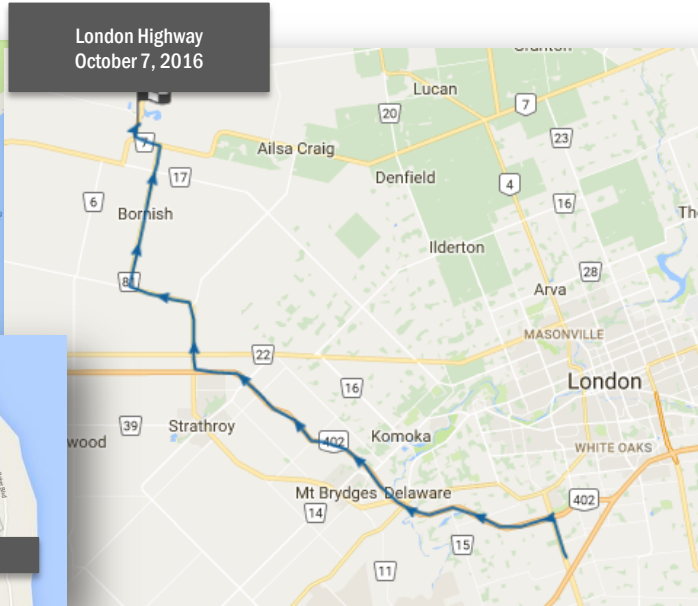 London Highway
October 7, 2016
Lucan
20
7
23
Ailsa Craig
7
17
Denfield
4
6
16
Bornish
Th
Ilderton
28
Arva
81
MASONVILLE
22
16
London
39
wood
Strathroy
402
Komoka
WHITE OAKS
Mt Brydges
Delaware
402
14
15
11